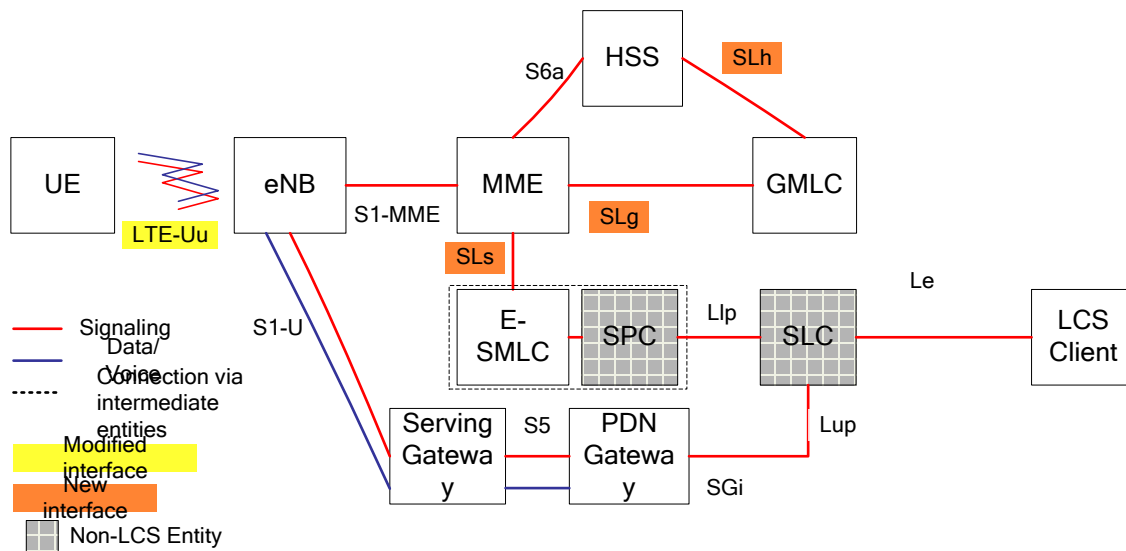 HSS
S6a
SLh
UE
eNB
MME
GMLC
S1-MME
SLg
LTE-Uu
SLs
Le
S1-U
E-
SMLC
SPC
Llp
SLC
LCS
Client
Signaling
Data/
Voice
Connection via
intermediate
entities
Serving
Gatewa
y
S5
PDN
Gatewa
y
Lup
SGi
Modified
interface
New
interface
Non-LCS Entity